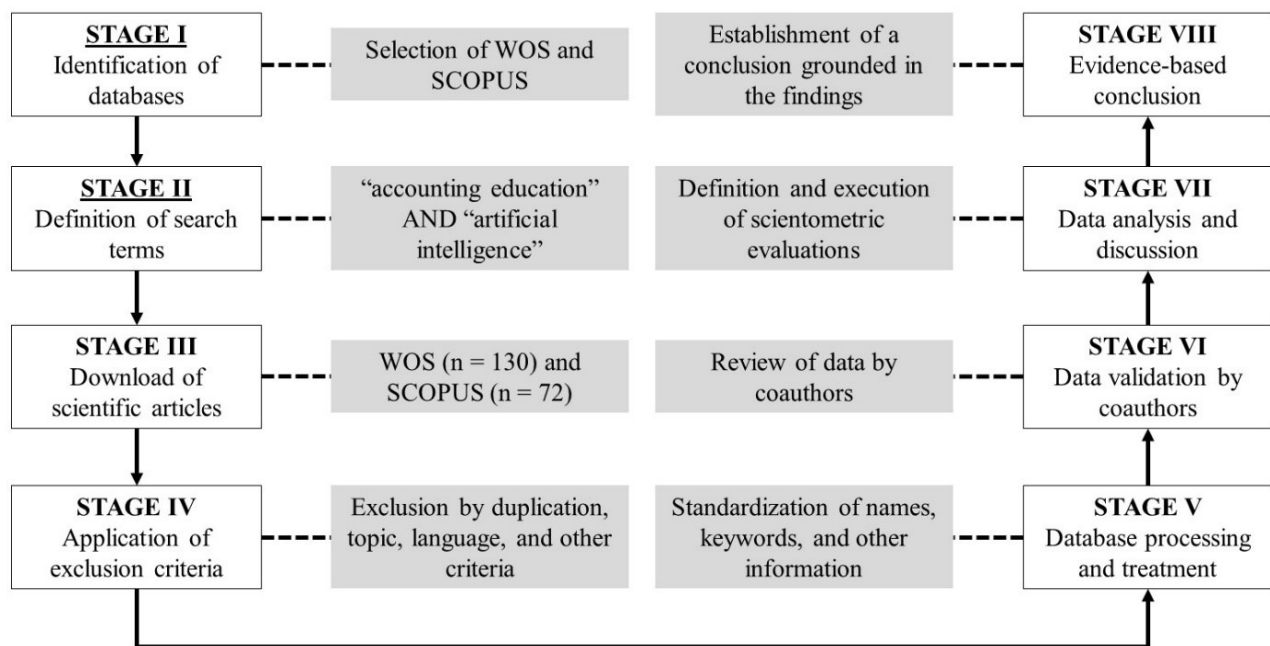 STAGE I
Identification of
databases
Selection of WOS and
SCOPUS
STAGE II
Definition of search
terms
“accounting education”
AND “artificial
intelligence”
STAGE III
Download of
scientific articles
WOS (n = 130) and
SCOPUS (n = 72)
STAGE IV
Application of
exclusion criteria
Exclusion by duplication,
topic, language, and other
criteria
STAGE V
Database processing
and treatment
Standardization of names,
keywords, and other
information
STAGE VI
Data validation by
coauthors
Review of data by
coauthors
STAGE VII
Data analysis and
discussion
Definition and execution
of scientometric
evaluations
STAGE VIII
Evidence-based
conclusion
Establishment of a
conclusion grounded in
the findings